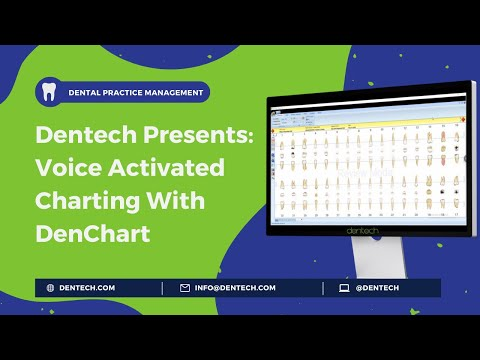 DENTAL PRACTICE MANAGEMENT
Dentech Presents:
Voice Activated
Charting With
DenChart
dentech
DENTECH.COM
INFO@DENTECH.COM
@DENTECH